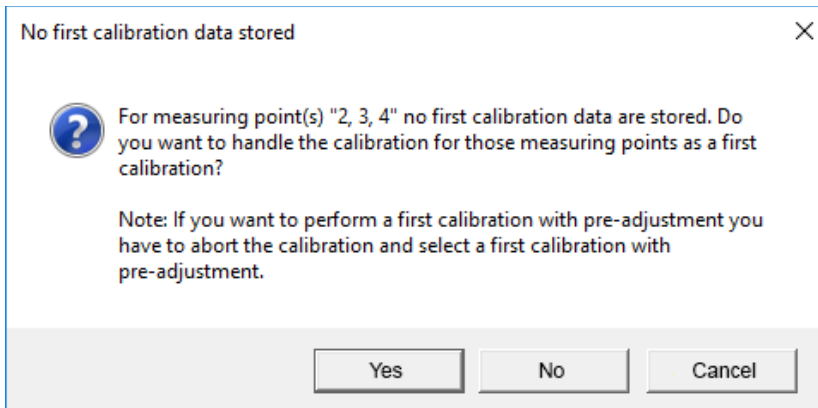 No first calibration data stored
For measuring point(s) "2, 3, 4" no first calibration data are stored. Do
you want to handle the calibration for those measuring points as a first
calibration?
Note: If you want to perform a first calibration with pre-adjustment you
have to abort the calibration and select a first calibration with
pre-adjustment.
Yes
No
Cancel